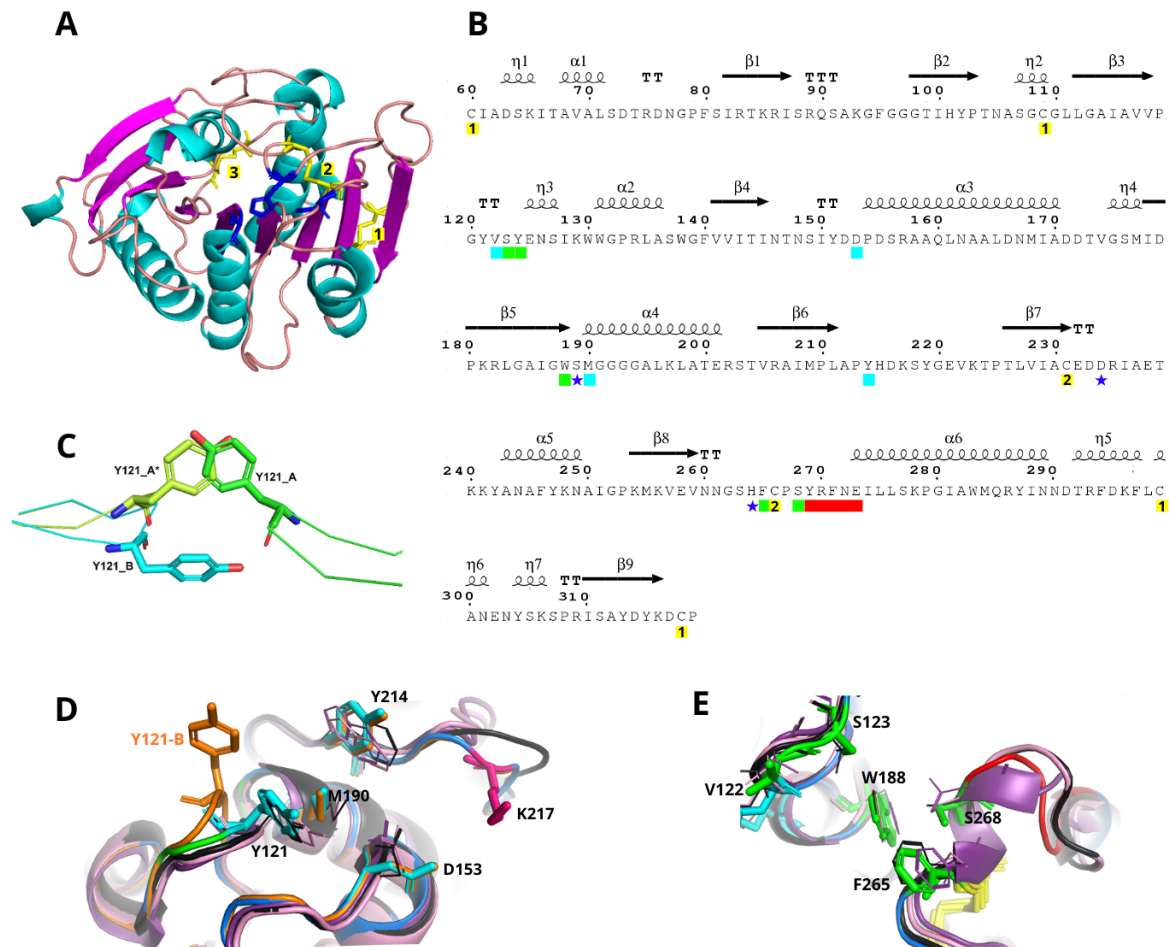 A
B
η1 α1 TT β1 TTT β2 η2 β3
60 70 80 90 100 110
CIADSKITAVALSDTRDNGPFSIRTKRISRQSAKGFGGGTIHYPTNASGCGLLGAIAVVP
1 1
TT η3 α2 β4 TT α3 η4
120 130 140 150 160 170
GYVSYENSIKWWGPRLASWGFVVITINTNSIYDDPDSRAAQLNAALDNMIADDTVGSMID
β5 α4 β6 β7 TT
180 190 200 210 220 230
PKRLGAIGWSMGGGGALKLATERSTVRAIMPLAPYHDKSYGEVKTPTLVIACEDDRIAET
2
α5 β8 TT α6 η5
240 250 260 270 280 290
KKYANAFYKNAIGPKMKVEVNNGSHFCPSYRFNEILLSKPGIAWMQRYINNDTRFDKFLC
2 1
η6 η7 TT β9
300 310
ANENYSKSPRISAYDYKDCP
1
3
2
1
C
Y121_A*
Y121_A
Y121_B
D
Y214
Y121-B
M190
K217
Y121
D153
E
S123
V122
W188
S268
F265